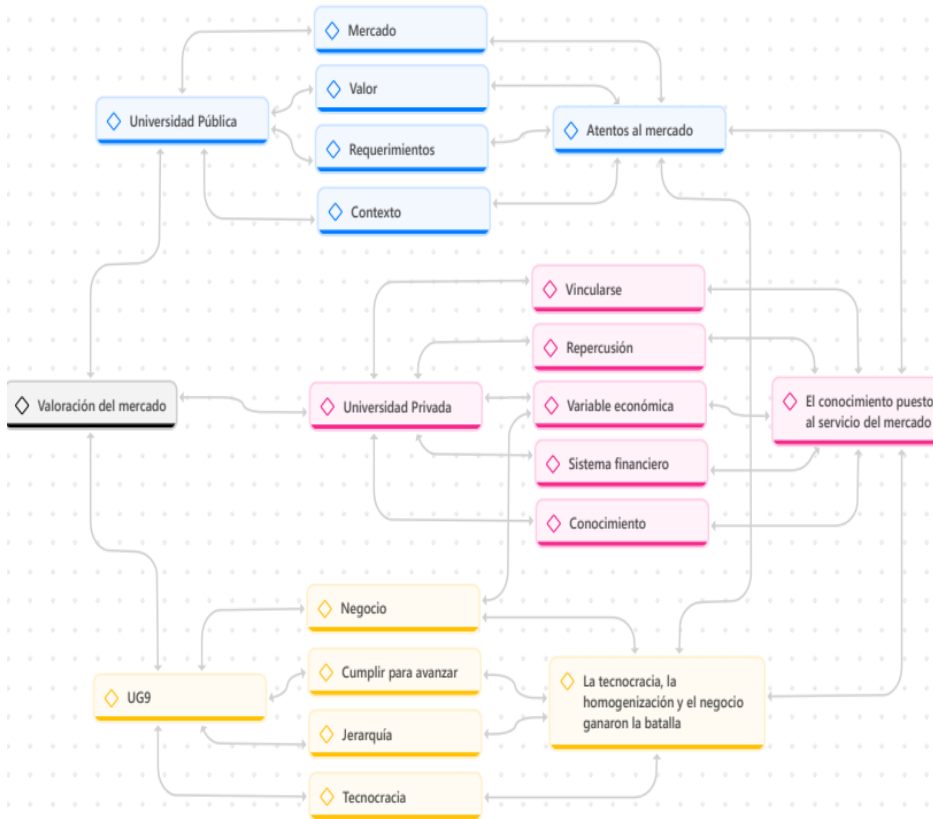 Mercado
Valor
Universidad Pública
Atentos al mercado
Requerimientos
Contexto
Vincularse
Repercusión
Valoración del mercado
Universidad Privada
Variable económica
El conocimiento puesto
al servicio del mercado
Sistema financiero
Conocimiento
Negocio
Cumplir para avanzar
UG9
La tecnocracia, la
homogenización y el negocio
ganaron la batalla
Jerarquía
Tecnocracia